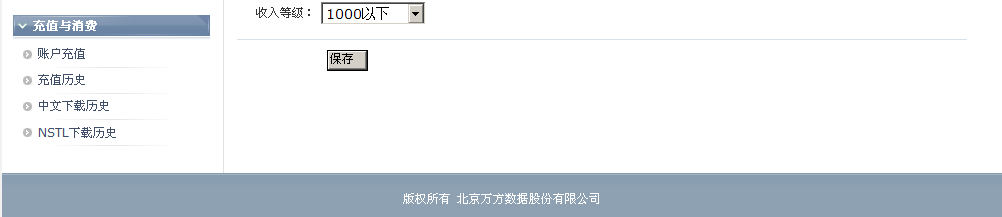 充值与消费
账户充值
充值历史
中文下载历史
NSTL下载历史
收入等级： 1000以下
保存
版权所有 北京万方数据股份有限公司